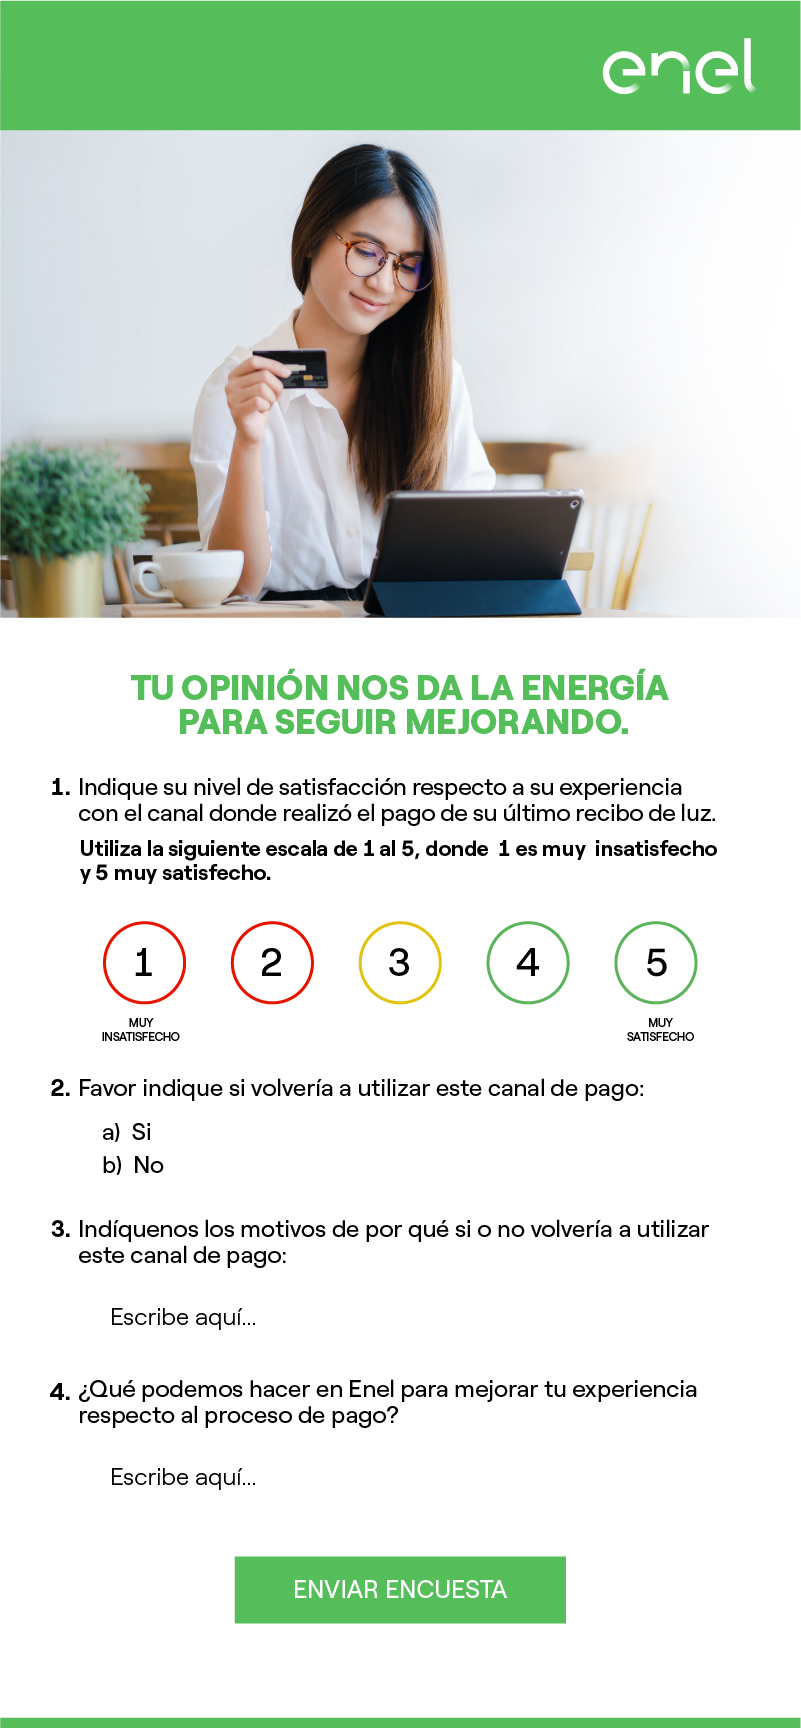 enel
TU OPINIÓN NOS DA LA ENERGÍA
PARA SEGUIR MEJORANDO.
1. Indique su nivel de satisfacción respecto a su experiencia
con el canal donde realizó el pago de su último recibo de luz.
Utiliza la siguiente escala de 1 al 5, donde 1 es muy insatisfecho
y 5 muy satisfecho.
1 2 3 4 5
MUY MUY
INSATISFECHO SATISFECHO
2. Favor indique si volvería a utilizar este canal de pago:
a) Si
b) No
3. Indíquenos los motivos de por qué si o no volvería a utilizar
este canal de pago:
Escribe aquí...
4. ¿Qué podemos hacer en Enel para mejorar tu experiencia
respecto al proceso de pago?
Escribe aquí...
ENVIAR ENCUESTA